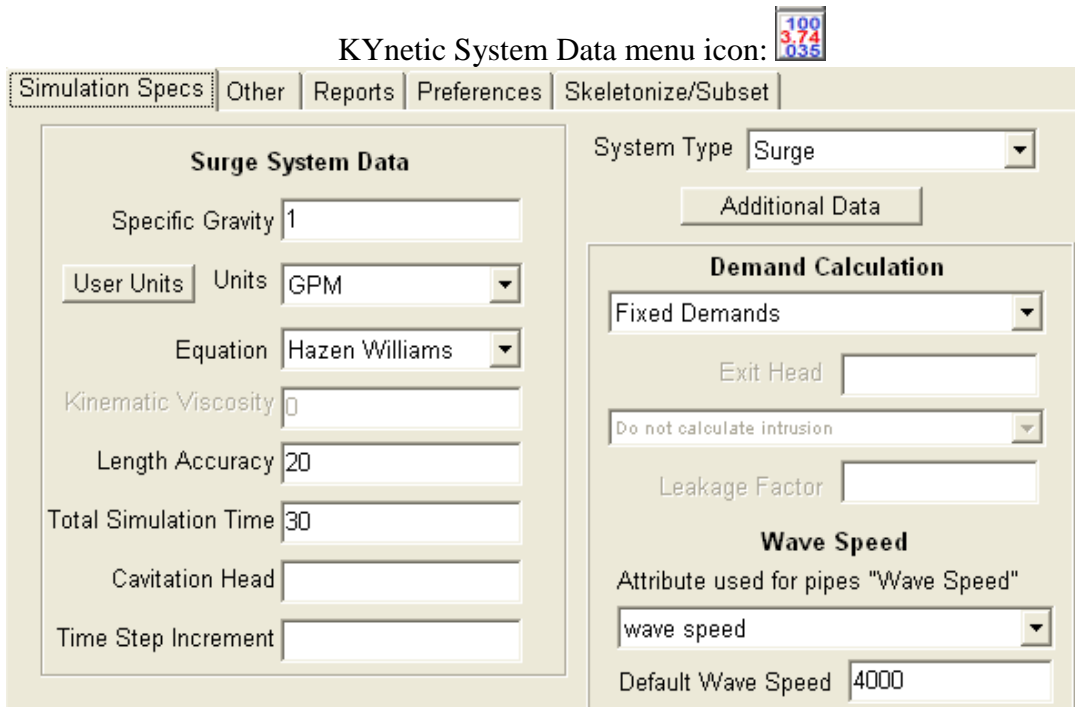 KYnetic System Data menu icon:
100
3.74
035
Simulation Specs Other Reports Preferences Skeletonize/Subset
Surge System Data
Specific Gravity 1
User Units Units GPM
Equation Hazen Williams
Kinematic Viscosity 0
Length Accuracy 20
Total Simulation Time 30
Cavitation Head
Time Step Increment
System Type Surge
Additional Data
Demand Calculation
Fixed Demands
Exit Head
Do not calculate intrusion
Leakage Factor
Wave Speed
Attribute used for pipes "Wave Speed"
wave speed
Default Wave Speed 4000